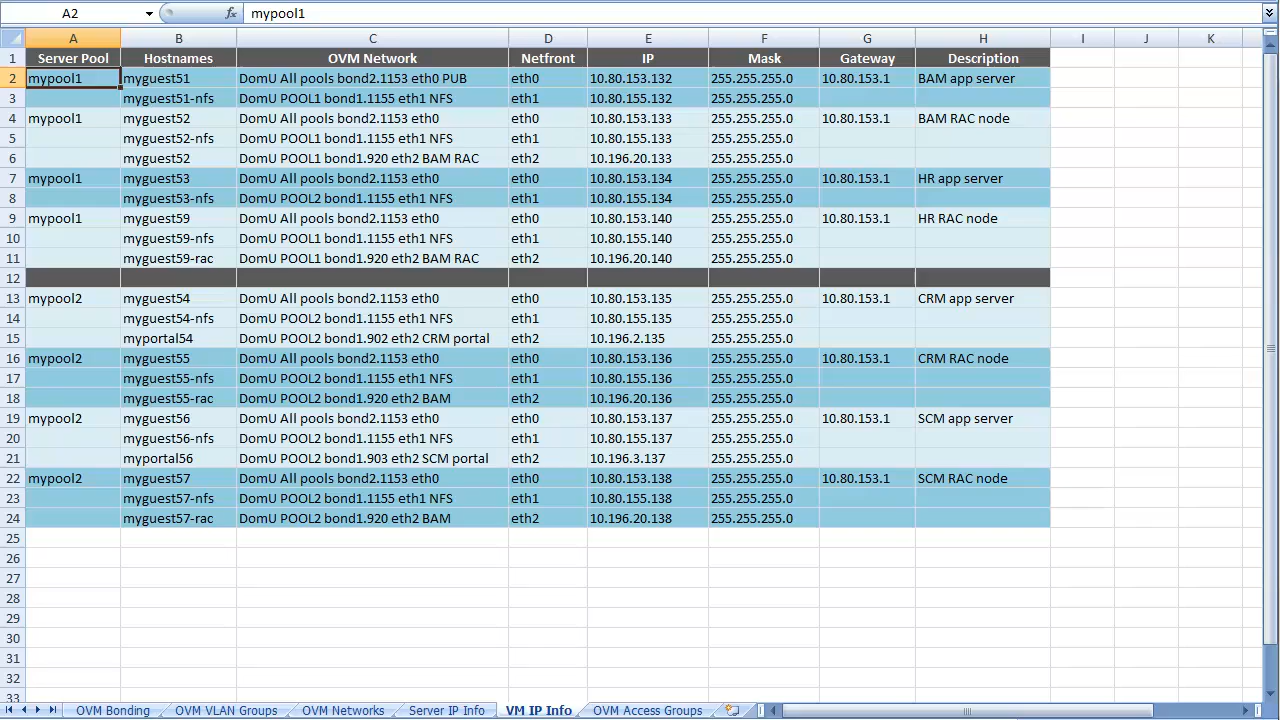 A2 fx mypool1
A B C D E F G H I J K
1 Server Pool Hostnames OVM Network Netfront IP Mask Gateway Description
2 mypool1 myguest51 DomU All pools bond2.1153 eth0 PUB eth0 10.80.153.132 255.255.255.0 10.80.153.1 BAM app server
3 myguest51-nfs DomU POOL1 bond1.1155 eth1 NFS eth1 10.80.155.132 255.255.255.0
4 mypool1 myguest52 DomU All pools bond2.1153 eth0 eth0 10.80.153.133 255.255.255.0 10.80.153.1 BAM RAC node
5 myguest52-nfs DomU POOL1 bond1.1155 eth1 NFS eth1 10.80.155.133 255.255.255.0
6 myguest52 DomU POOL1 bond1.920 eth2 BAM RAC eth2 10.196.20.133 255.255.255.0
7 mypool1 myguest53 DomU All pools bond2.1153 eth0 eth0 10.80.153.134 255.255.255.0 10.80.153.1 HR app server
8 myguest53-nfs DomU POOL1 bond1.1155 eth1 NFS eth1 10.80.155.134 255.255.255.0
9 mypool1 myguest59 DomU All pools bond2.1153 eth0 eth0 10.80.153.140 255.255.255.0 10.80.153.1 HR RAC node
10 myguest59-nfs DomU POOL1 bond1.1155 eth1 NFS eth1 10.80.155.140 255.255.255.0
11 myguest59-rac DomU POOL1 bond1.920 eth2 BAM RAC eth2 10.196.20.140 255.255.255.0
12
13 mypool2 myguest54 DomU All pools bond2.1153 eth0 eth0 10.80.153.135 255.255.255.0 10.80.153.1 CRM app server
14 myguest54-nfs DomU POOL2 bond1.1155 eth1 NFS eth1 10.80.155.135 255.255.255.0
15 myportal54 DomU POOL2 bond1.902 eth2 CRM portal eth2 10.196.2.135 255.255.255.0
16 mypool2 myguest55 DomU All pools bond2.1153 eth0 eth0 10.80.153.136 255.255.255.0 10.80.153.1 CRM RAC node
17 myguest55-nfs DomU POOL2 bond1.1155 eth1 NFS eth1 10.80.155.136 255.255.255.0
18 myguest55-rac DomU POOL2 bond1.920 eth2 BAM eth2 10.196.20.136 255.255.255.0
19 mypool2 myguest56 DomU All pools bond2.1153 eth0 eth0 10.80.153.137 255.255.255.0 10.80.153.1 SCM app server
20 myguest56-nfs DomU POOL2 bond1.1155 eth1 NFS eth1 10.80.155.137 255.255.255.0
21 myportal56 DomU POOL2 bond1.903 eth2 SCM portal eth2 10.196.3.137 255.255.255.0
22 mypool2 myguest57 DomU All pools bond2.1153 eth0 eth0 10.80.153.138 255.255.255.0 10.80.153.1 SCM RAC node
23 myguest57-nfs DomU POOL2 bond1.1155 eth1 NFS eth1 10.80.155.138 255.255.255.0
24 myguest57-rac DomU POOL2 bond1.920 eth2 BAM eth2 10.196.20.138 255.255.255.0
25
26
27
28
29
30
31
32
33
OVM Bonding OVM VLAN Groups OVM Networks Server IP Info VM IP Info OVM Access Groups